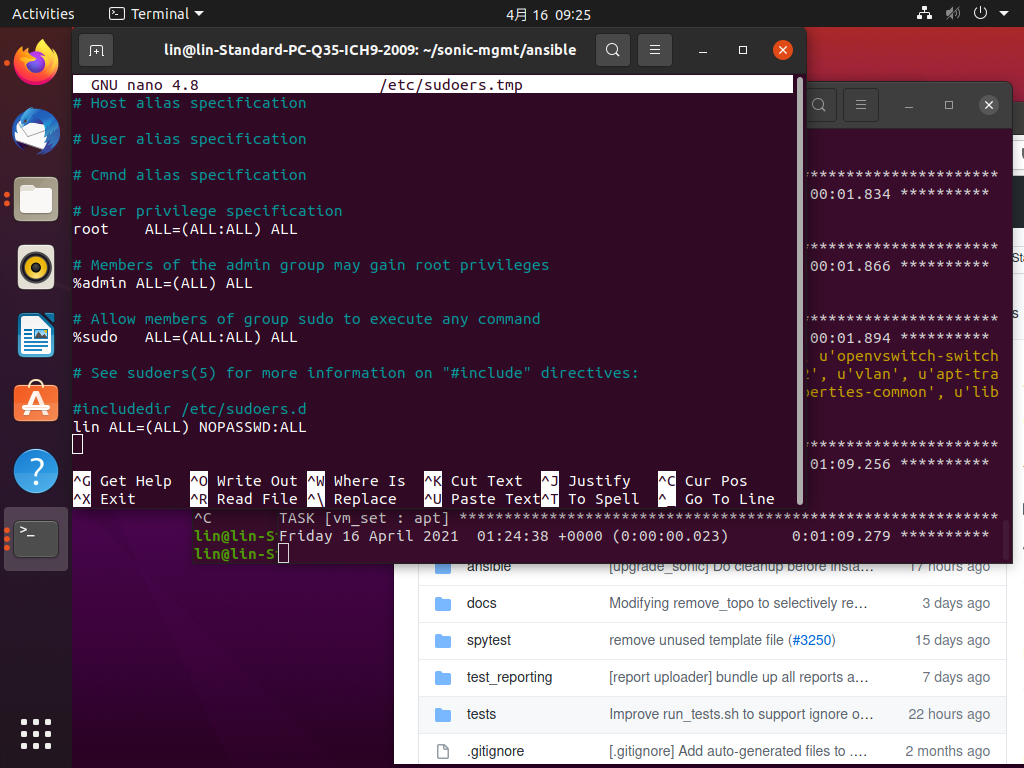 Activities
Terminal
4月 16 09:25
lin@lin-Standard-PC-Q35-ICH9-2009: ~/sonic-mgmt/ansible
GNU nano 4.8 /etc/sudoers.tmp
# Host alias specification
# User alias specification
# Cmnd alias specification
# User privilege specification
root ALL=(ALL:ALL) ALL
# Members of the admin group may gain root privileges
%admin ALL=(ALL) ALL
# Allow members of group sudo to execute any command
%sudo ALL=(ALL:ALL) ALL
# See sudoers(5) for more information on "#include" directives:
#includedir /etc/sudoers.d
lin ALL=(ALL) NOPASSWD:ALL
^G Get Help ^O Write Out ^W Where Is ^K Cut Text ^J Justify ^C Cur Pos
^X Exit ^R Read File ^\ Replace ^U Paste Text ^T To Spell ^_ Go To Line
**********************
00:01.834 **********
**********************
00:01.866 **********
**********************
00:01.894 **********
u'openvswitch-switch
2', u'vlan', u'apt-tra
perties-common', u'lib
**********************
01:09.256 **********
^C TASK [vm_set : apt] ************************************************************
lin@lin-S Friday 16 April 2021 01:24:38 +0000 (0:00:00.023) 0:01:09.279 **********
lin@lin-S
ansible [upgrade_sonic] Do cleanup before insta… 17 hours ago
docs Modifying remove_topo to selectively re… 3 days ago
spytest remove unused template file (#3250) 15 days ago
test_reporting [report uploader] bundle up all reports a… 7 days ago
tests Improve run_tests.sh to support ignore o… 22 hours ago
.gitignore [.gitignore] Add auto-generated files to .… 2 months ago